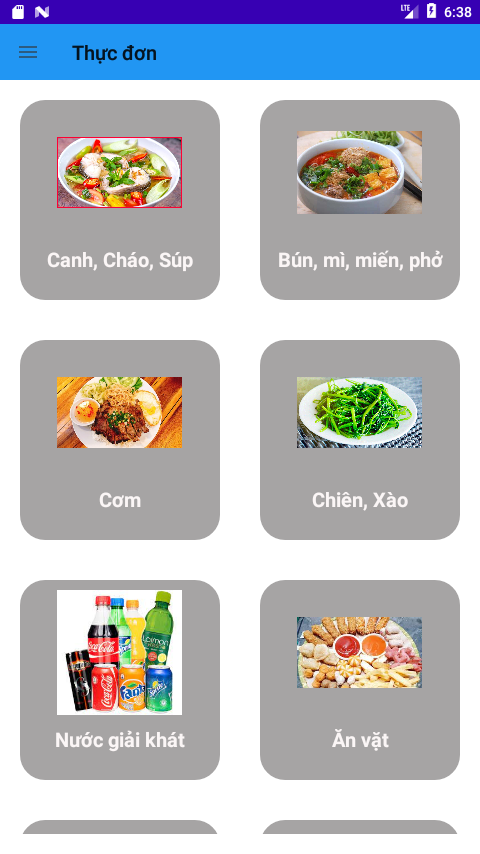 LTE 6:38
Thực đơn
Canh, Cháo, Súp
Bún, mì, miến, phở
Cơm
Chiên, Xào
Nước giải khát
Ăn vặt